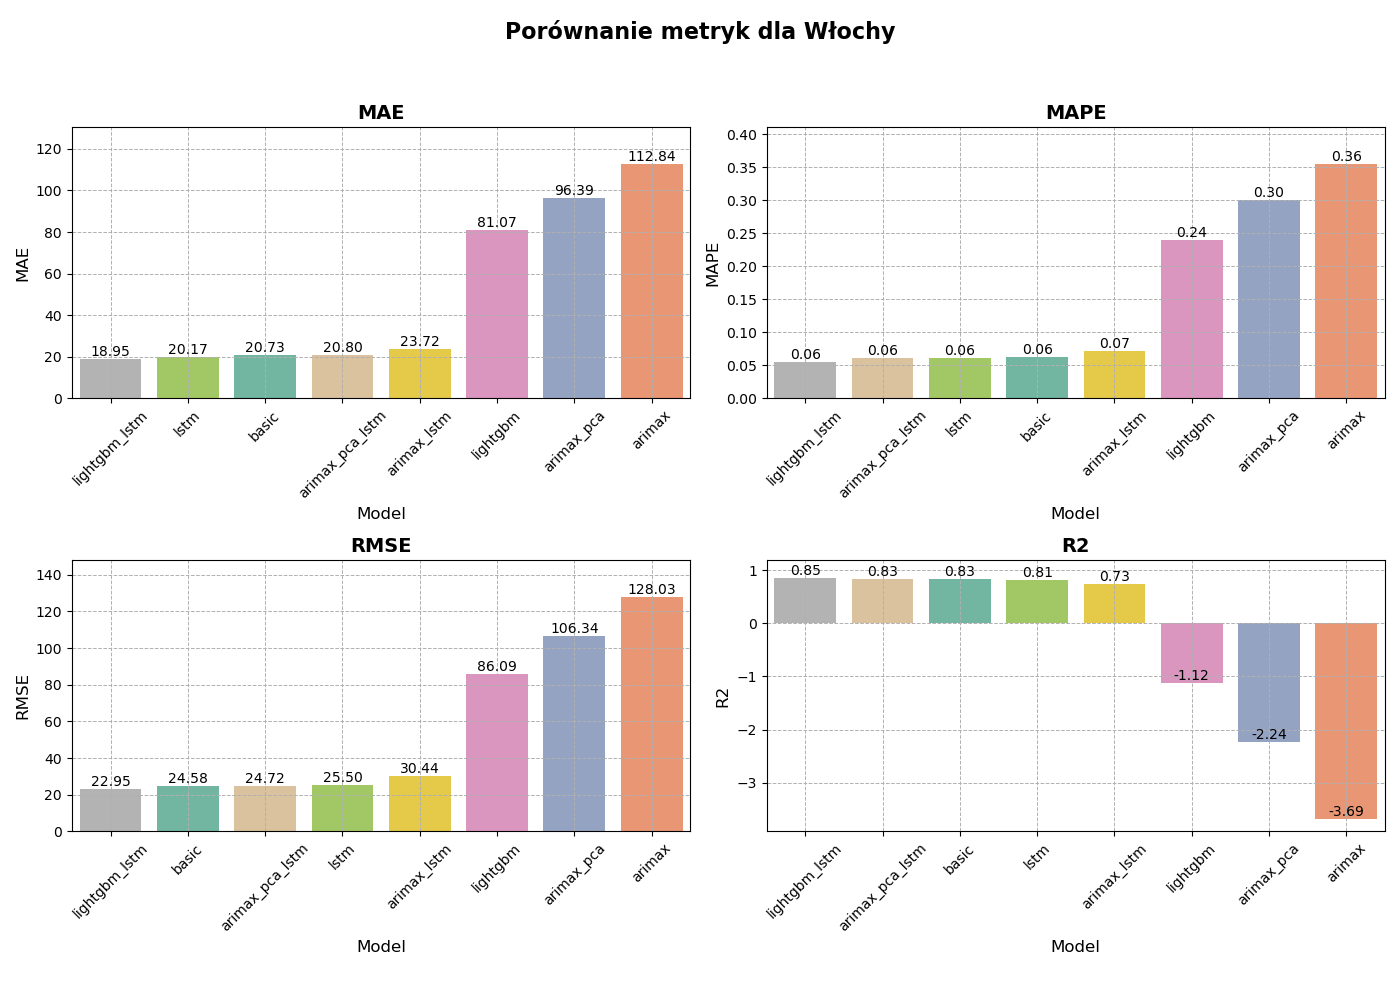 Porównanie metryk dla Włochy
MAE
MAE
120
100
80
60
40
20
0
18.95
20.17
20.73
20.80
23.72
81.07
96.39
112.84
lightgbm_lstm
lstm
basic
arimax_pca_lstm
arimax_lstm
lightgbm
arimax_pca
arimax
Model
MAPE
MAPE
0.40
0.35
0.30
0.25
0.20
0.15
0.10
0.05
0.00
0.06
0.06
0.06
0.06
0.07
0.24
0.30
0.36
lightgbm_lstm
arimax_pca_lstm
lstm
basic
arimax_lstm
lightgbm
arimax_pca
arimax
Model
RMSE
RMSE
140
120
100
80
60
40
20
0
22.95
24.58
24.72
25.50
30.44
86.09
106.34
128.03
lightgbm_lstm
basic
arimax_pca_lstm
lstm
arimax_lstm
lightgbm
arimax_pca
arimax
Model
R2
R2
1
0
−1
−2
−3
0.85
0.83
0.83
0.81
0.73
-1.12
-2.24
-3.69
lightgbm_lstm
arimax_pca_lstm
basic
lstm
arimax_lstm
lightgbm
arimax_pca
arimax
Model